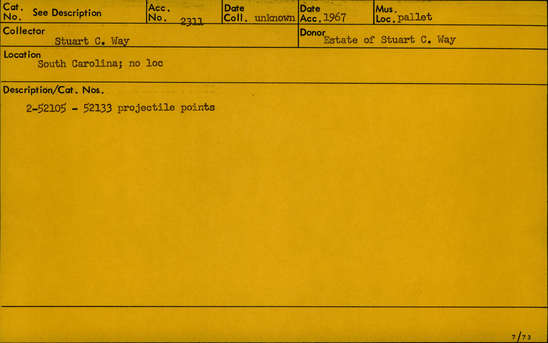 Cat. No. See Description Acc. No. 2311 Date Coll. unknown Date Acc. 1967 Mus. Loc. pallet
Collector Stuart C. Way Donor Estate of Stuart C. Way
Location South Carolina; no loc
Description/Cat. Nos.
2-52105 - 52133 projectile points
7/73